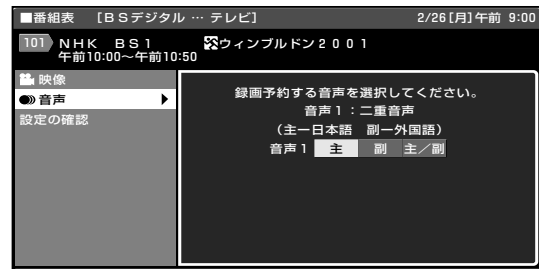 ■番組表 [BSデジタル … テレビ] 2/26[月]午前 9:00
101 NHK BS1 ウィンブルドン2001
午前10:00〜午前10:50
映像
音声 ▶
設定の確認
録画予約する音声を選択してください。
音声1:二重音声
(主ー日本語 副ー外国語)
音声1 主 副 主/副